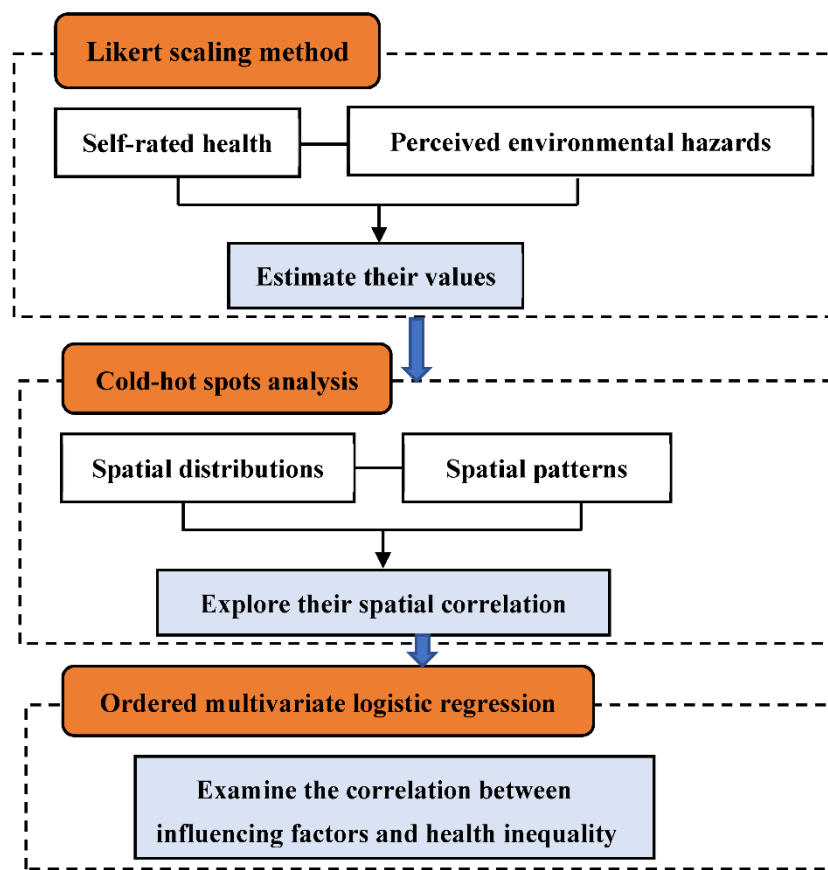 Likert scaling method
Self-rated health
Perceived environmental hazards
Estimate their values
Cold-hot spots analysis
Spatial distributions
Spatial patterns
Explore their spatial correlation
Ordered multivariate logistic regression
Examine the correlation between
influencing factors and health inequality